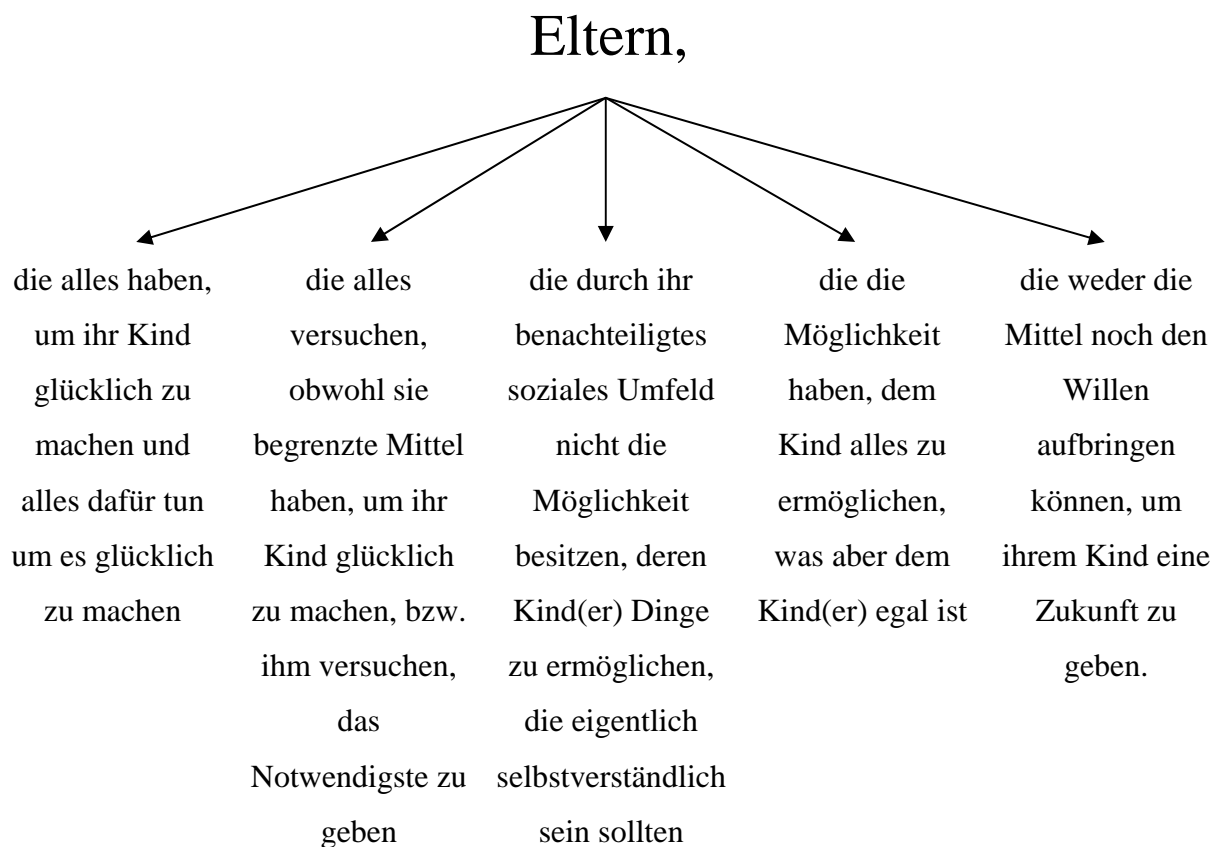 Eltern,
die alles haben,
um ihr Kind
glücklich zu
machen und
alles dafür tun
um es glücklich
zu machen
die alles
versuchen,
obwohl sie
begrenzte Mittel
haben, um ihr
Kind glücklich
zu machen, bzw.
ihm versuchen,
das
Notwendigste zu
geben
die durch ihr
benachteiligtes
soziales Umfeld
nicht die
Möglichkeit
besitzen, deren
Kind(er) Dinge
zu ermöglichen,
die eigentlich
selbstverständlich
sein sollten
die die
Möglichkeit
haben, dem
Kind alles zu
ermöglichen,
was aber dem
Kind(er) egal ist
die weder die
Mittel noch den
Willen
aufbringen
können, um
ihrem Kind eine
Zukunft zu
geben.